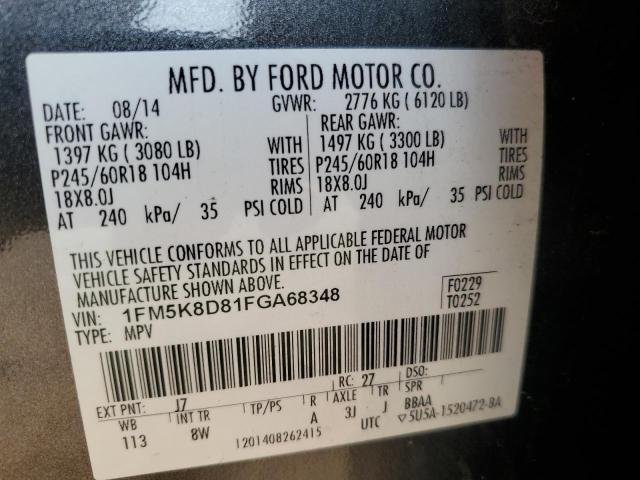 MFD. BY FORD MOTOR CO.
DATE: 08/14 GVWR: 2776 KG ( 6120 LB)
FRONT GAWR: REAR GAWR:
1397 KG ( 3080 LB) WITH 1497 KG ( 3300 LB) WITH
P245/60R18 104H TIRES P245/60R18 104H TIRES
18X8.0J RIMS 18X8.0J RIMS
AT 240 kPa/ 35 PSI COLD AT 240 kPa/ 35 PSI COLD
THIS VEHICLE CONFORMS TO ALL APPLICABLE FEDERAL MOTOR
VEHICLE SAFETY STANDARDS IN EFFECT ON THE DATE OF
MANUFACTURE SHOWN ABOVE.
VIN: 1FM5K8D81FGA68348 F0229
TYPE: MPV T0252
EXT PNT: J7 RC: 27 DSO:
WB INT TR TP/PS R AXLE TR SPR
113 8W A 3J J BBAA
1201408262415 UTC ▽5U5A-1520472-BA